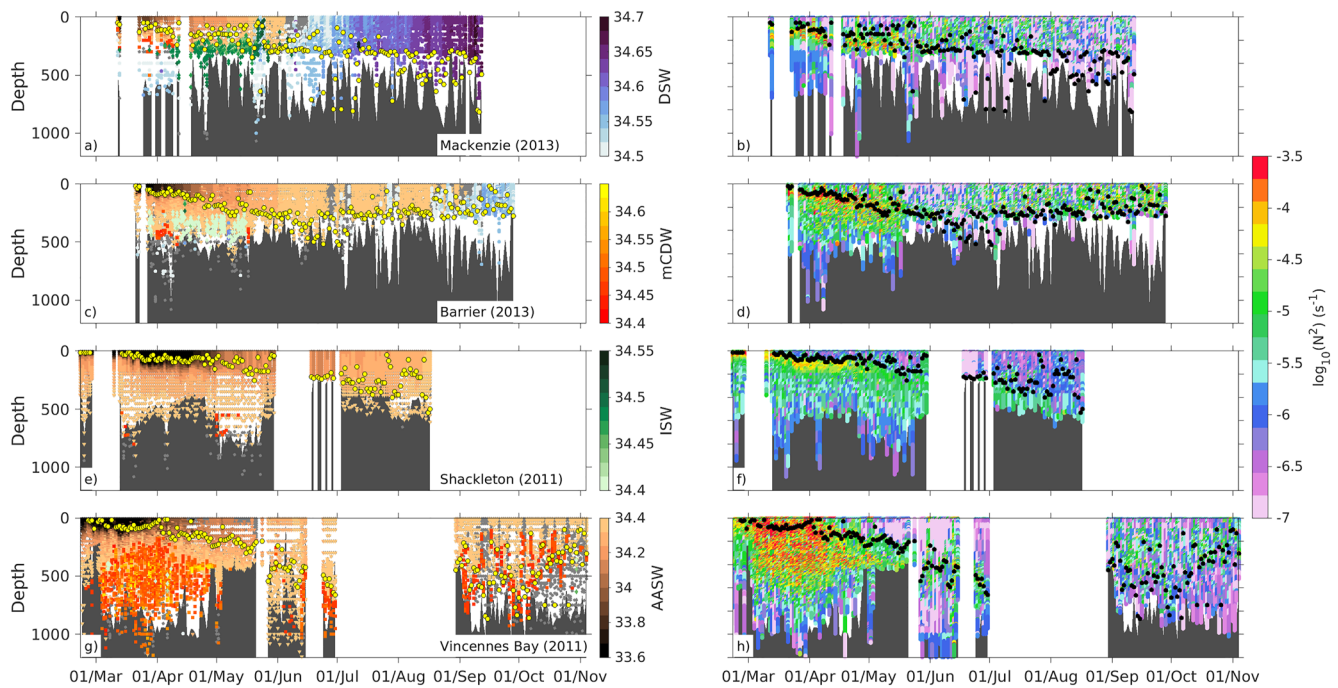 0
500
1000
Depth
a)
Mackenzie (2013)
34.7
34.65
34.6
34.55
34.5
DSW
b)
0
500
1000
Depth
c)
Barrier (2013)
34.6
34.55
34.5
34.45
34.4
mCDW
d)
0
500
1000
Depth
e)
Shackleton (2011)
34.55
34.5
34.45
34.4
ISW
f)
0
500
1000
Depth
g)
Vincennes Bay (2011)
34.4
34.2
34
33.8
33.6
AASW
h)
-3.5
-4
-4.5
-5
-5.5
-6
-6.5
-7
log10(N²) (s⁻¹)
01/Mar 01/Apr 01/May 01/Jun 01/Jul 01/Aug 01/Sep 01/Oct 01/Nov
01/Mar 01/Apr 01/May 01/Jun 01/Jul 01/Aug 01/Sep 01/Oct 01/Nov